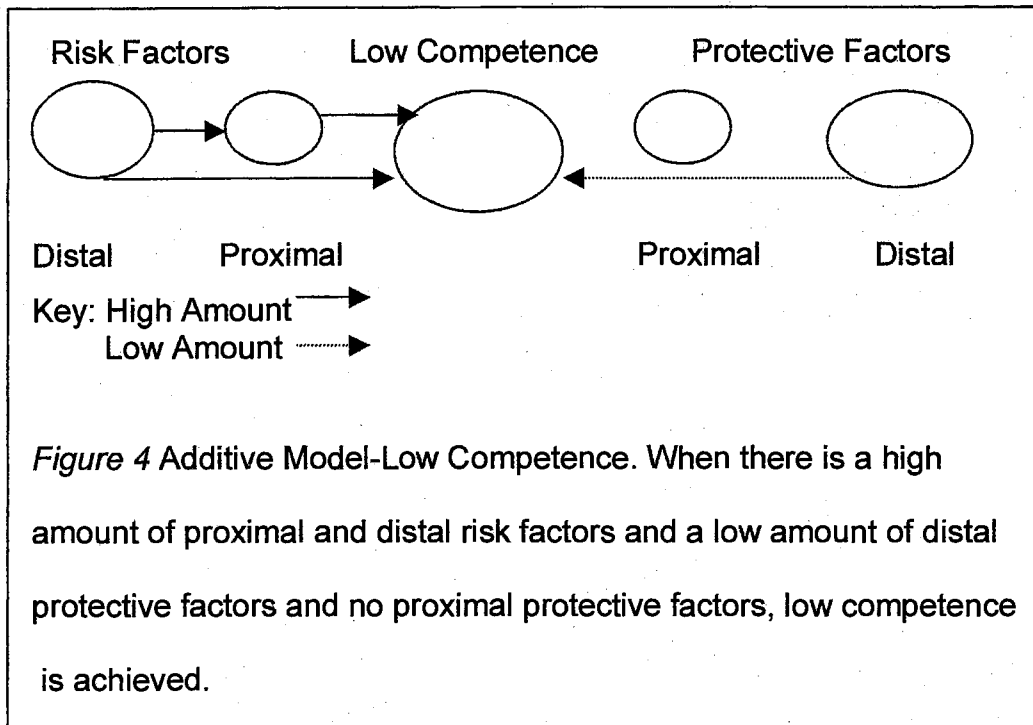 Risk Factors Low Competence Protective Factors
Distal Proximal Proximal Distal
Key: High Amount
Low Amount
Figure 4 Additive Model-Low Competence. When there is a high
amount of proximal and distal risk factors and a low amount of distal
protective factors and no proximal protective factors, low competence
is achieved.